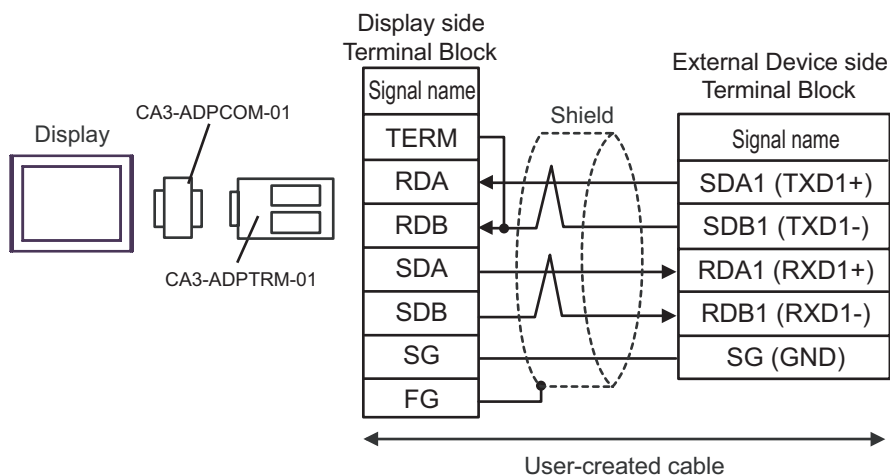 Display side
Terminal Block
External Device side
Terminal Block
Signal name
CA3-ADPCOM-01
Shield
Display
TERM
Signal name
RDA
SDA1 (TXD1+)
RDB
SDB1 (TXD1-)
SDA
RDA1 (RXD1+)
CA3-ADPTRM-01
SDB
RDB1 (RXD1-)
SG
SG (GND)
FG
User-created cable